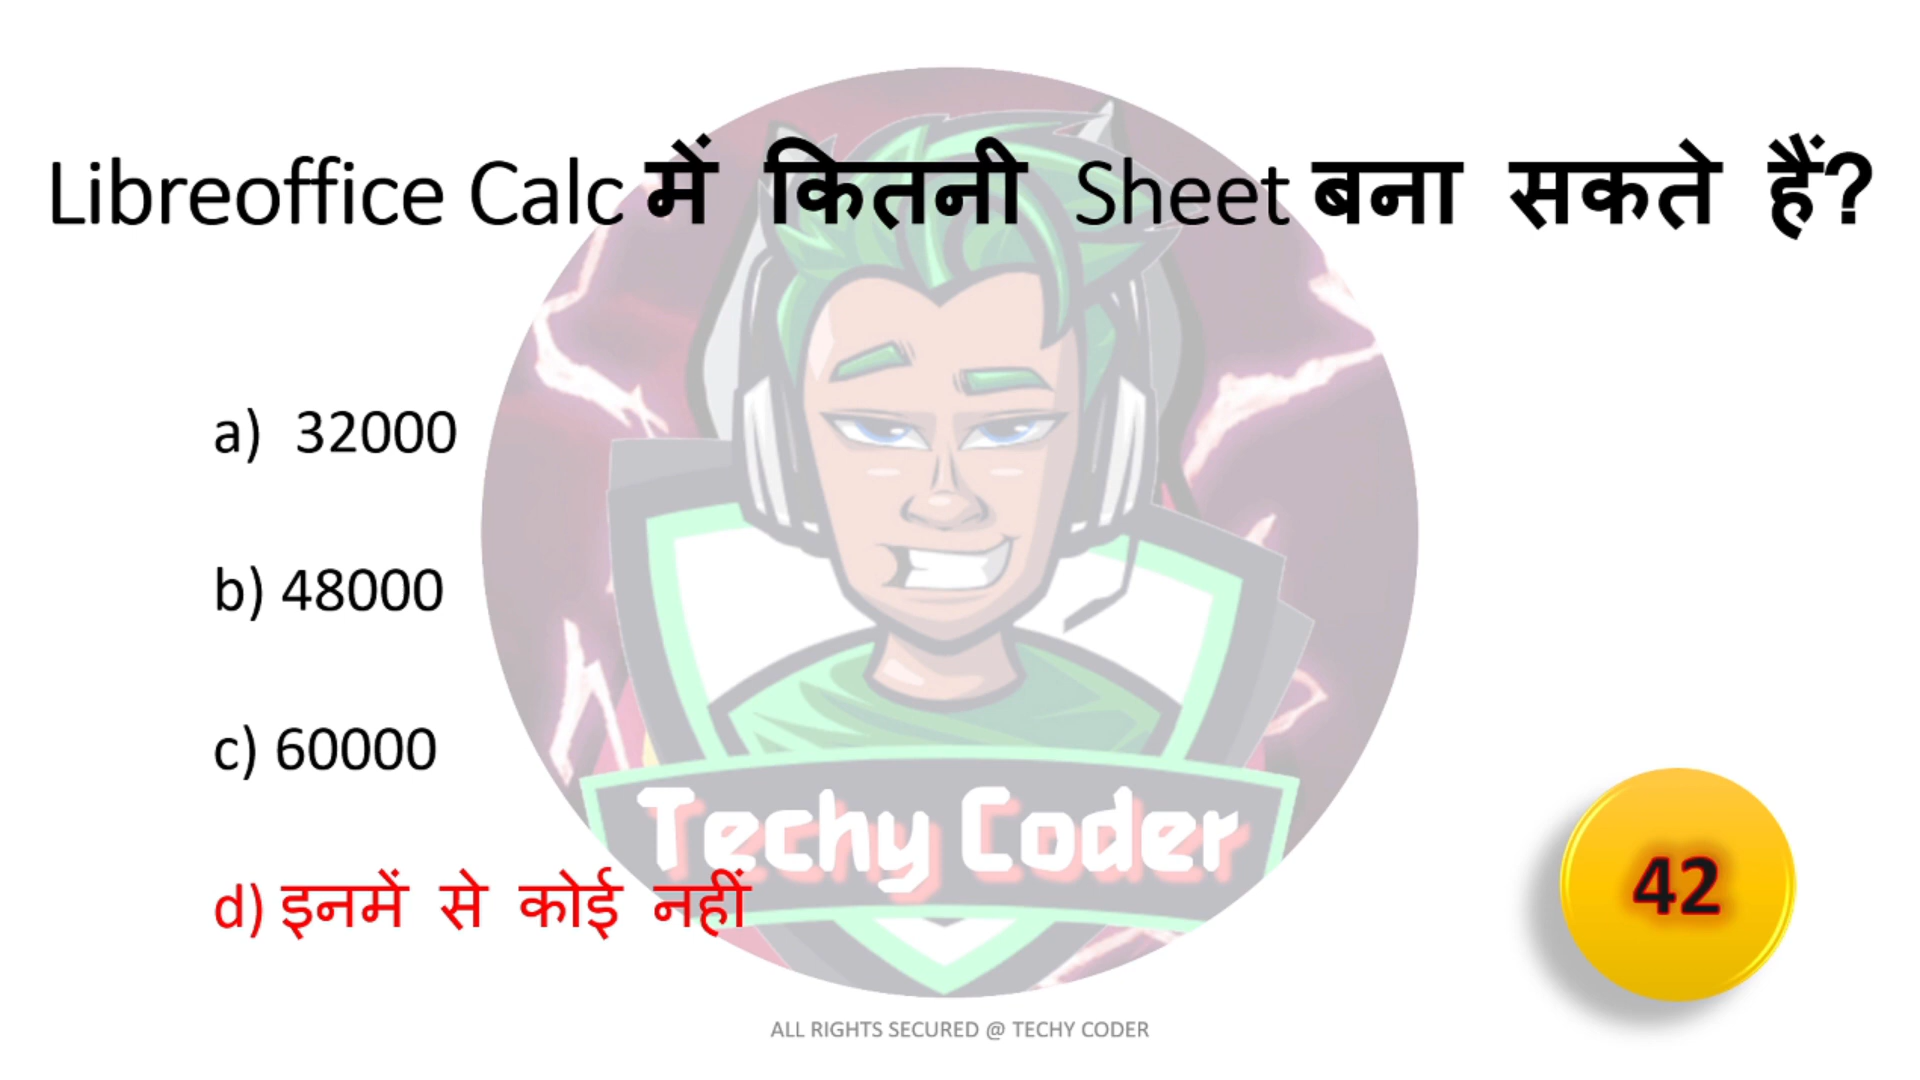 Libreoffice Calc में कितनी Sheet बना सकते हैं?
a) 32000
b) 48000
c) 60000
Techy Coder
d) इनमें से कोई नहीं
42
ALL RIGHTS SECURED @ TECHY CODER